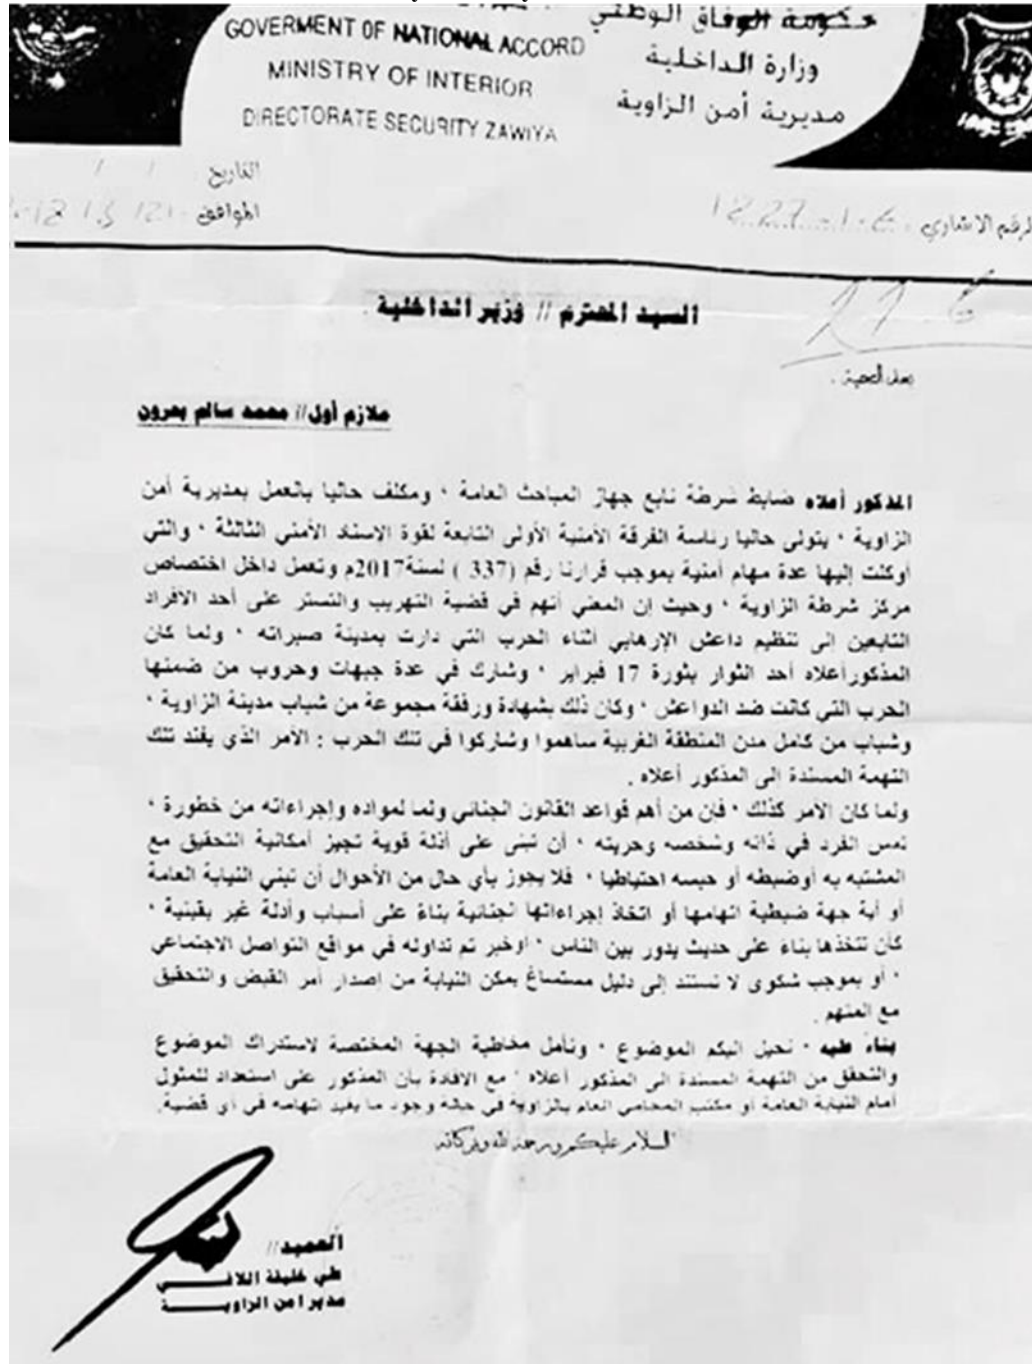 حكومة الوفاق الوطني
GOVERMENT OF NATIONAL ACCORD
وزارة الداخلية
MINISTRY OF INTERIOR
مديرية أمن الزاوية
DIRECTORATE SECURITY ZAWIYA
التاريخ / /
الموافق
الرقم الاشاري
السيد المحترم // وزير الداخلية .
بعد التحية .
ملازم أول// محمد سالم بحرون
المذكور أعلاه ضابط شرطة تابع جهاز المباحث العامة ، ومكلف حاليا بالعمل بمديرية أمن
الزاوية ، يتولى حاليا رئاسة الفرقة الأمنية الأولى التابعة لقوة الاسناد الأمني الثالثة ، والتي
أوكلت إليها عدة مهام أمنية بموجب قرارنا رقم (337 ) لسنة2017م وتعمل داخل اختصاص
مركز شرطة الزاوية ، وحيث إن المعني أتهم في قضية التهريب والتستر على أحد الافراد
التابعين إلى تنظيم داعش الإرهابي أثناء الحرب التي دارت بمدينة صبراته ، ولما كان
المذكورأعلاه أحد الثوار بثورة 17 فبراير ، وشارك في عدة جبهات وحروب من ضمنها
الحرب التي كانت ضد الدواعش ، وكان ذلك بشهادة ورفقة مجموعة من شباب مدينة الزاوية ،
وشباب من كامل مدن المنطقة الغربية ساهموا وشاركوا في تلك الحرب : الأمر الذي يفند تلك
التهمة المسندة الى المذكور أعلاه .
ولما كان الأمر كذلك ، فإن من أهم قواعد القانون الجنائي ولما لمواده وإجراءاته من خطورة ،
تمس الفرد في ذاته وشخصه وحريته ، أن تبنى على أدلة قوية تجيز أمكانية التحقيق مع
المشتبه به أوضبطه أو حبسه احتياطيا ، فلا يجوز بأي حال من الأحوال أن تبني النيابة العامة
أو أية جهة ضبطية اتهامها أو اتخاذ إجراءاتها الجنائية بناءً على أسباب وأدلة غير يقينية ،
كأن تتخذها بناء على حديث يدور بين الناس ، اوخبر تم تداوله في مواقع التواصل الاجتماعي
، أو بموجب شكوى لا تستند إلى دليل مستساغ يمكن النيابة من اصدار أمر القبض والتحقيق
مع المتهم .
بناءً عليه ، نحيل اليكم الموضوع ، ونأمل مخاطبة الجهة المختصة لاستدراك الموضوع
والتحقق من التهمة المسندة الى المذكور أعلاه ، مع الافادة بأن المذكور على استعداد للمثول
أمام النيابة العامة أو مكتب المحامي العام بالزاوية في حالة وجود ما يفيد اتهامه في أي قضية.
السلام عليكم ورحمة الله وبركاته
العميد//
علي خليفة اللافـــي
مدير امن الزاويـــــة